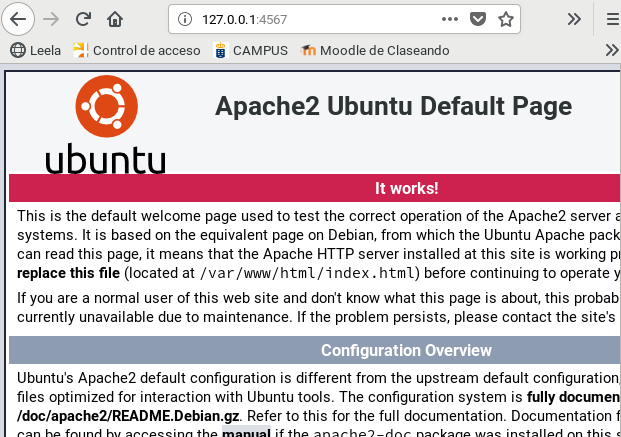 127.0.0.1:4567
Leela Control de acceso CAMPUS Moodle de Claseando
ubuntu
Apache2 Ubuntu Default Page
It works!
This is the default welcome page used to test the correct operation of the Apache2 server
systems. It is based on the equivalent page on Debian, from which the Ubuntu Apache
can read this page, it means that the Apache HTTP server installed at this site is working
replace this file (located at /var/www/html/index.html) before continuing to operate
If you are a normal user of this web site and don't know what this page is about, this
currently unavailable due to maintenance. If the problem persists, please contact the site's
Configuration Overview
Ubuntu's Apache2 default configuration is different from the upstream default configuration,
files optimized for interaction with Ubuntu tools. The configuration system is fully
/doc/apache2/README.Debian.gz. Refer to this for the full documentation. Documentation
can be found by accessing the manual if the apache2-doc package was installed on this